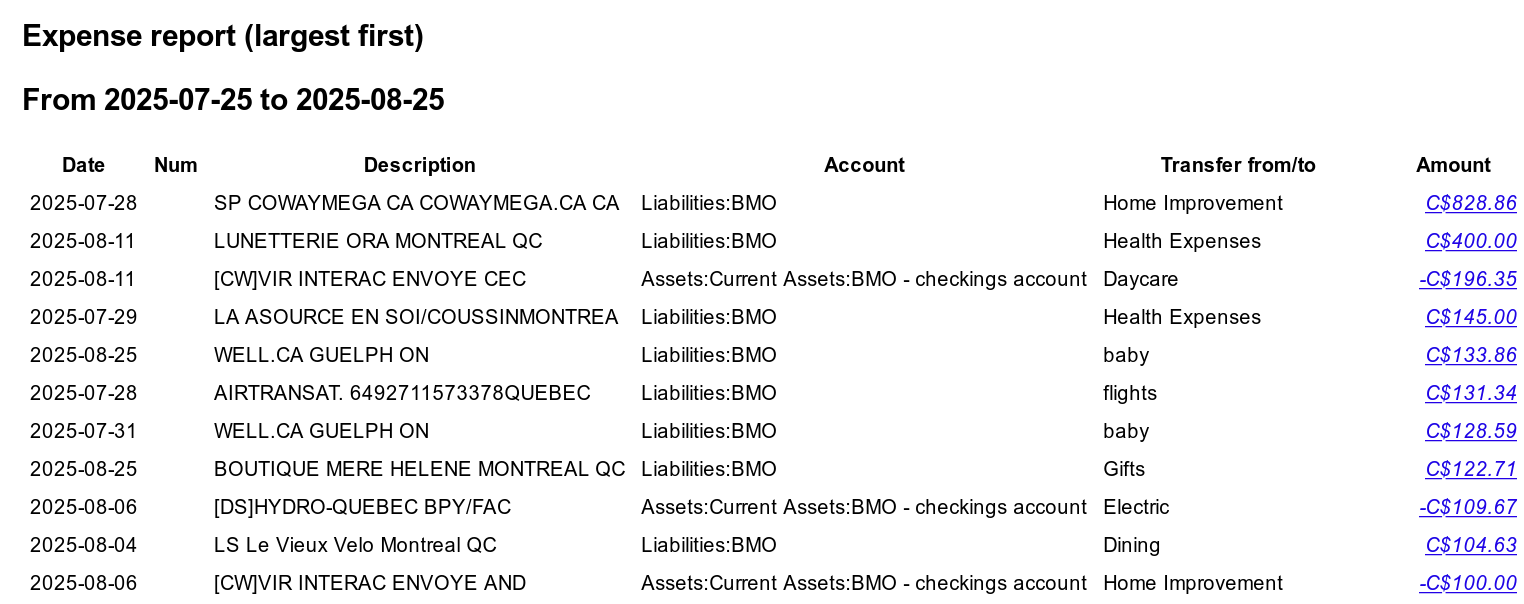 Expense report (largest first)
From 2025-07-25 to 2025-08-25
Date Num Description Account Transfer from/to Amount
2025-07-28 SP COWAYMEGA CA COWAYMEGA.CA CA Liabilities:BMO Home Improvement C$828.86
2025-08-11 LUNETTERIE ORA MONTREAL QC Liabilities:BMO Health Expenses C$400.00
2025-08-11 [CW]VIR INTERAC ENVOYE CEC Assets:Current Assets:BMO - checkings account Daycare -C$196.35
2025-07-29 LA ASOURCE EN SOI/COUSSINMONTREA Liabilities:BMO Health Expenses C$145.00
2025-08-25 WELL.CA GUELPH ON Liabilities:BMO baby C$133.86
2025-07-28 AIRTRANSAT. 6492711573378QUEBEC Liabilities:BMO flights C$131.34
2025-07-31 WELL.CA GUELPH ON Liabilities:BMO baby C$128.59
2025-08-25 BOUTIQUE MERE HELENE MONTREAL QC Liabilities:BMO Gifts C$122.71
2025-08-06 [DS]HYDRO-QUEBEC BPY/FAC Assets:Current Assets:BMO - checkings account Electric -C$109.67
2025-08-04 LS Le Vieux Velo Montreal QC Liabilities:BMO Dining C$104.63
2025-08-06 [CW]VIR INTERAC ENVOYE AND Assets:Current Assets:BMO - checkings account Home Improvement -C$100.00